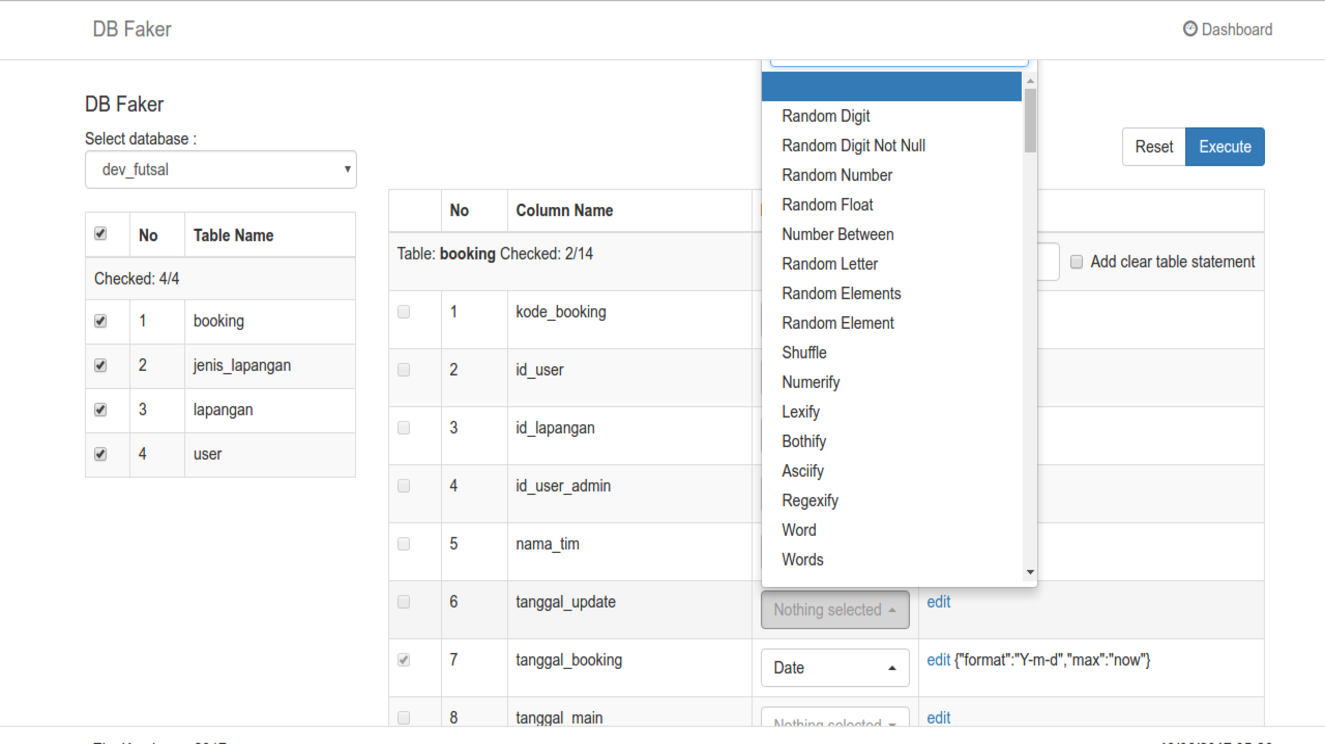 DB Faker
Dashboard
DB Faker
Select database :
dev_futsal
No Table Name
Checked: 4/4
1 booking
2 jenis_lapangan
3 lapangan
4 user
Reset Execute
No Column Name
Table: booking Checked: 2/14
Add clear table statement
1 kode_booking
2 id_user
3 id_lapangan
4 id_user_admin
5 nama_tim
6 tanggal_update Nothing selected edit
7 tanggal_booking Date edit {"format":"Y-m-d","max":"now"}
8 tanggal_main Nothing selected edit
Random Digit
Random Digit Not Null
Random Number
Random Float
Number Between
Random Letter
Random Elements
Random Element
Shuffle
Numerify
Lexify
Bothify
Asciify
Regexify
Word
Words